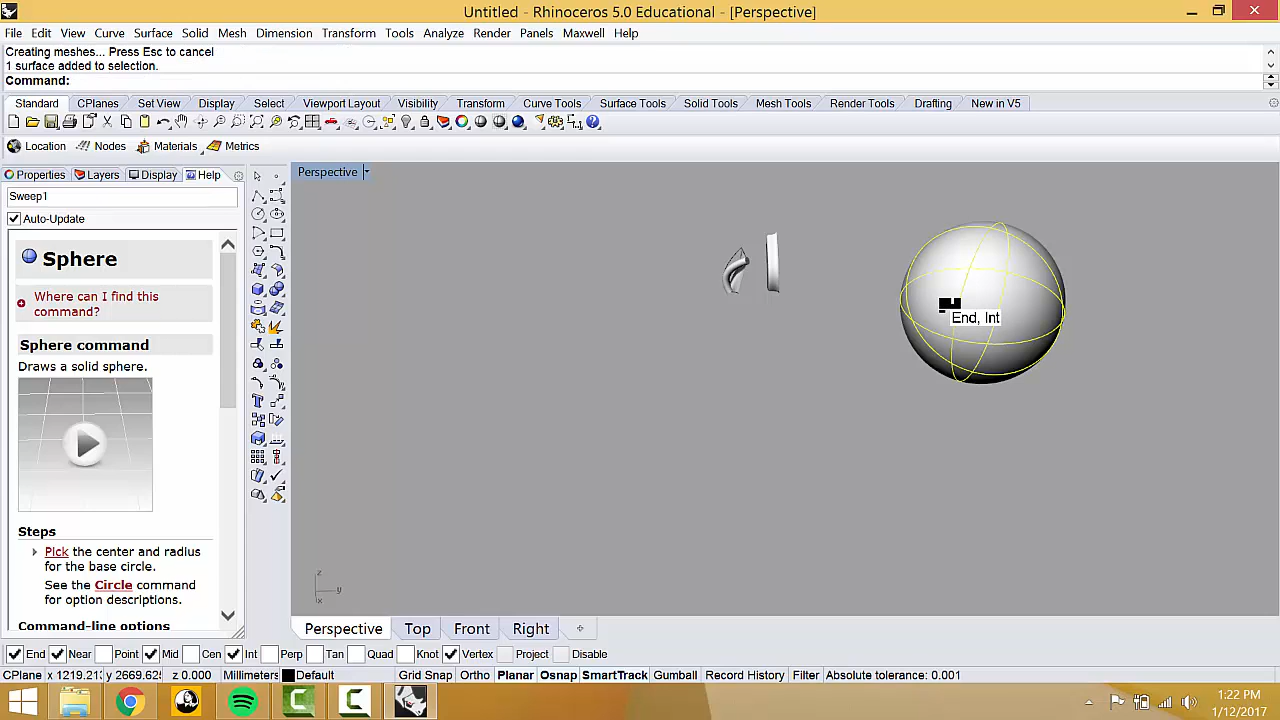 Untitled - Rhinoceros 5.0 Educational - [Perspective]
File Edit View Curve Surface Solid Mesh Dimension Transform Tools Analyze Render Panels Maxwell Help
Creating meshes... Press Esc to cancel
1 surface added to selection.
Command:
Standard CPlanes Set View Display Select Viewport Layout Visibility Transform Curve Tools Surface Tools Solid Tools Mesh Tools Render Tools Drafting New in V5
Location Nodes Materials Metrics
Properties Layers Display Help
Perspective
Sweep1
Auto-Update
Sphere
Where can I find this
command?
Sphere command
Draws a solid sphere.
End, Int
Steps
Pick the center and radius
for the base circle.
See the Circle command
for option descriptions.
Command-line options
z
y
x
Perspective Top Front Right
End Near Point Mid Cen Int Perp Tan Quad Knot Vertex Project Disable
CPlane x 1219.21 y 2669.625 z 0.000 Millimeters Default Grid Snap Ortho Planar Osnap SmartTrack Gumball Record History Filter Absolute tolerance: 0.001
1:22 PM
1/12/2017